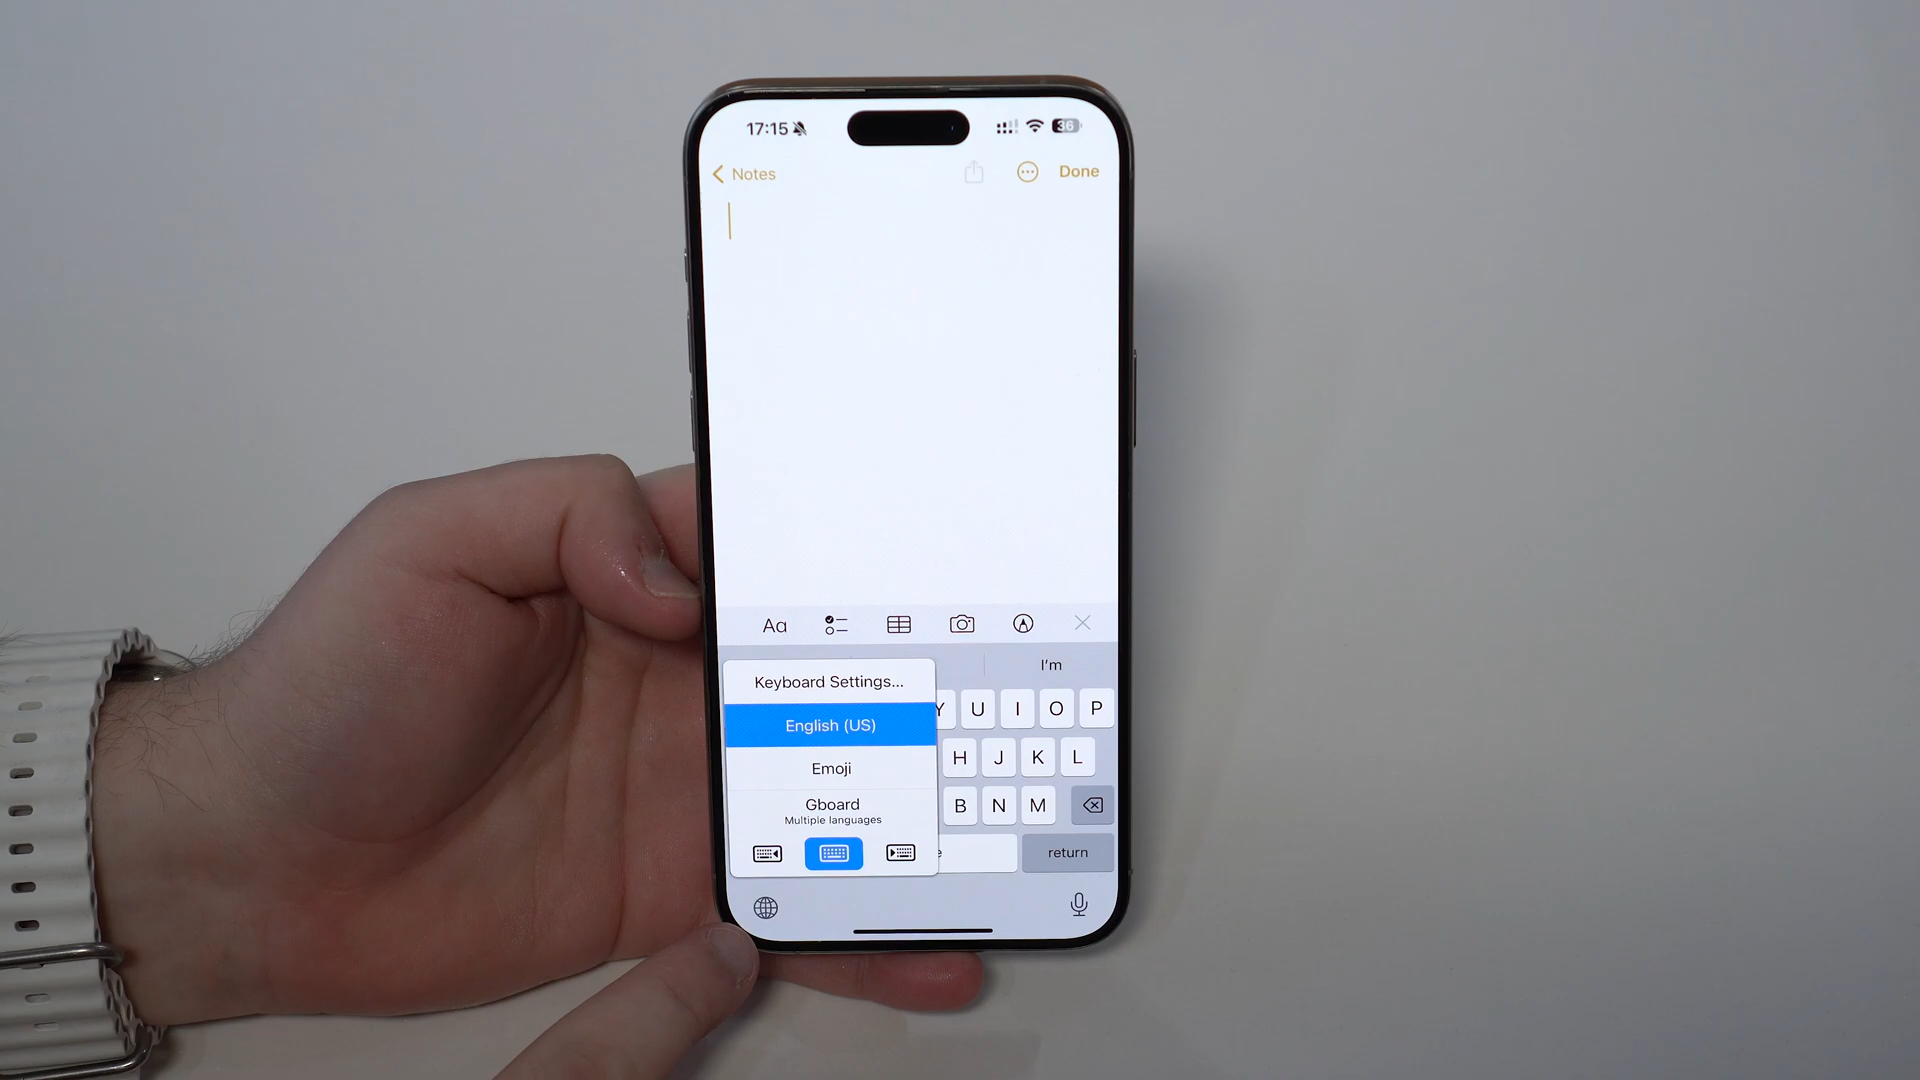 17:15 36
Notes Done
Aa
I'm
Keyboard Settings...
English (US)
Emoji
Gboard
Multiple languages
Y U I O P
H J K L
B N M
e return